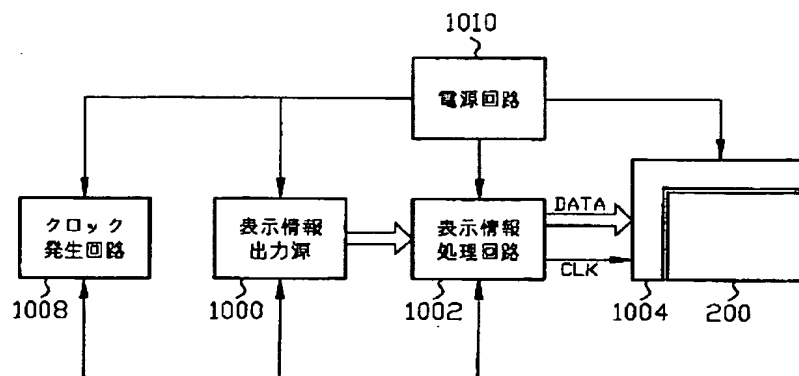 1010
電源回路
クロック
発生回路
表示情報
出力源
表示情報
処理回路
DATA
CLK
1008
1000
1002
1004
200